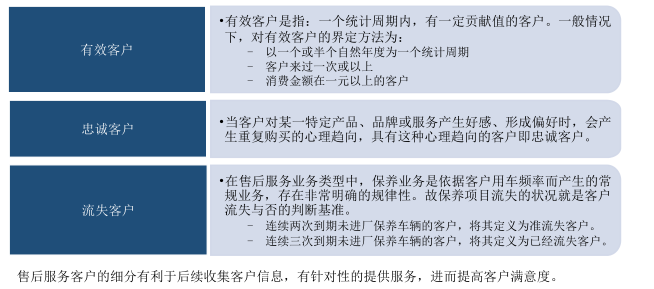 有效客户
•有效客户是指：一个统计周期内，有一定贡献值的客户。一般情况
下，对有效客户的界定方法为：
– 以一个或半个自然年度为一个统计周期
– 客户来过一次或以上
– 消费金额在一元以上的客户
忠诚客户
•当客户对某一特定产品、品牌或服务产生好感、形成偏好时，会产
生重复购买的心理趋向，具有这种心理趋向的客户即忠诚客户。
流失客户
•在售后服务业务类型中，保养业务是依据客户用车频率而产生的常
规业务，存在非常明确的规律性。故保养项目流失的状况就是客户
流失与否的判断基准。
– 连续两次到期未进厂保养车辆的客户，将其定义为准流失客户。
– 连续三次到期未进厂保养车辆的客户，将其定义为已经流失客户。
售后服务客户的细分有利于后续收集客户信息，有针对性的提供服务，进而提高客户满意度。